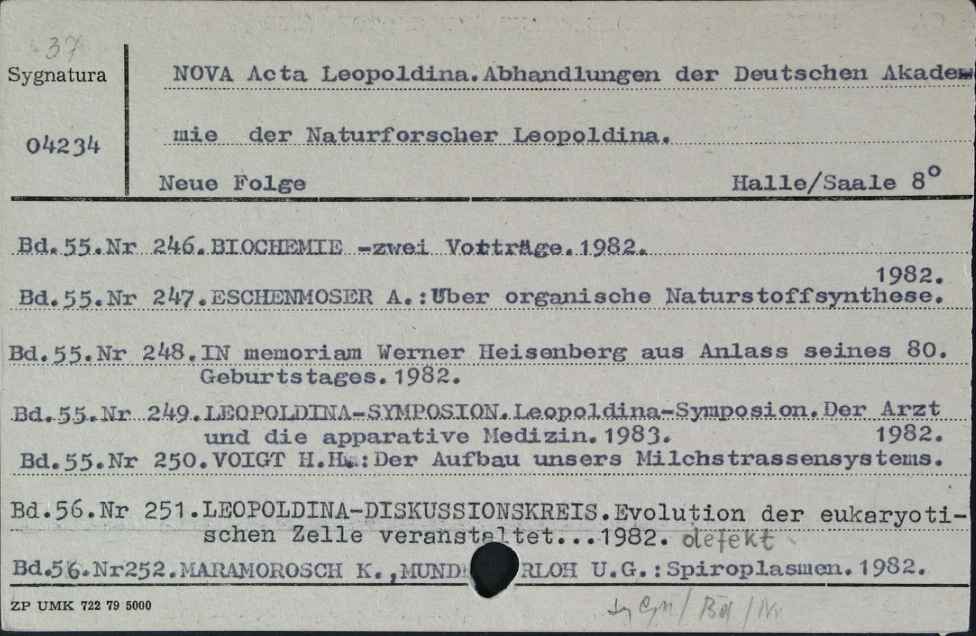 37
Sygnatura
NOVA Acta Leopoldina.Abhandlungen der Deutschen Akade
04234
mie der Naturforscher Leopoldina.
Neue Folge Halle/Saale 8°
Bd.55.Nr 246.BIOCHEMIE -zwei Vorträge.1982.
1982.
Bd.55.Nr 247.ESCHENMOSER A.:Über organische Naturstoffsynthese.
Bd.55.Nr 248.IN memoriam Werner Heisenberg aus Anlass seines 80.
Geburtstages.1982.
Bd.55.Nr 249.LEOPOLDINA-SYMPOSION.Leopoldina-Symposion.Der Arzt
und die apparative Medizin.1983. 1982.
Bd.55.Nr 250.VOIGT H.H.:Der Aufbau unsers Milchstrassensystems.
Bd.56.Nr 251.LEOPOLDINA-DISKUSSIONSKREIS.Evolution der eukaryoti-
schen Zelle veranstaltet...1982. defekt
Bd.56.Nr252.MARAMOROSCH K.,MUND RLOH U.G.:Spiroplasmen.1982.
ZP UMK 722 79 5000
/ Bd / Nr